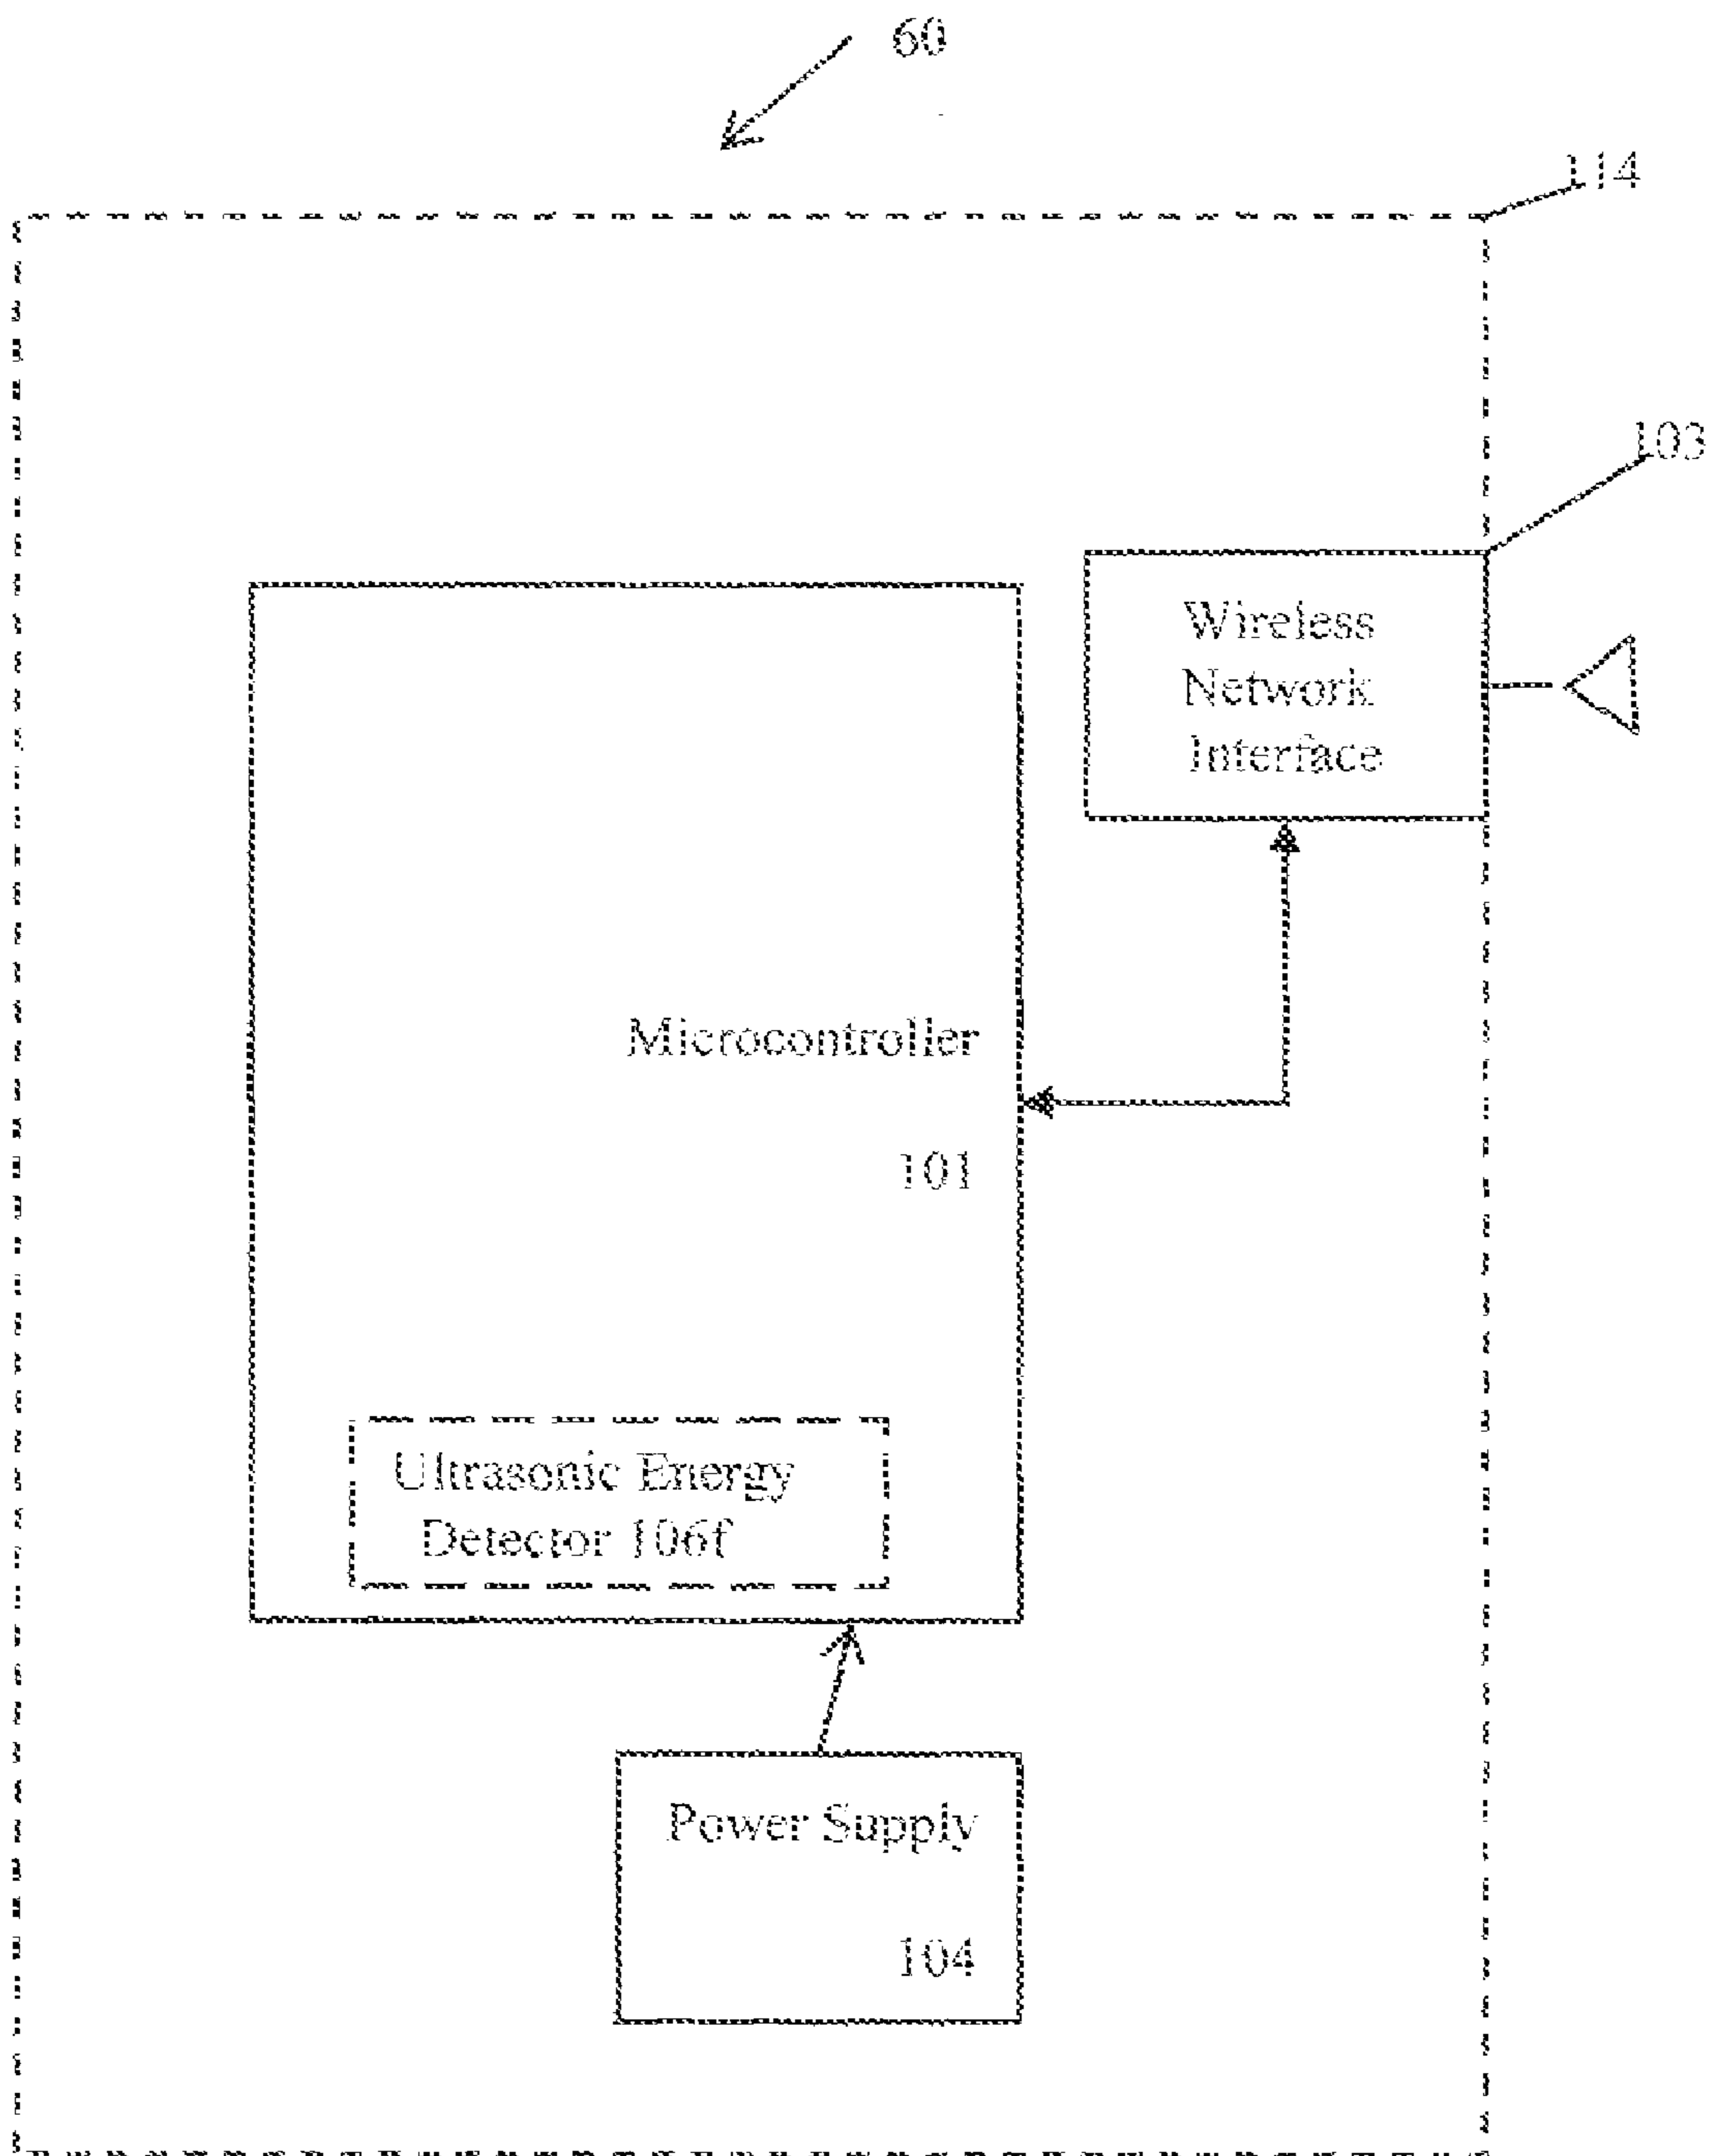 60
114
103
Wireless
Network
Interface
Microcontroller
101
Ultrasonic Energy
Detector 106f
Power Supply
104